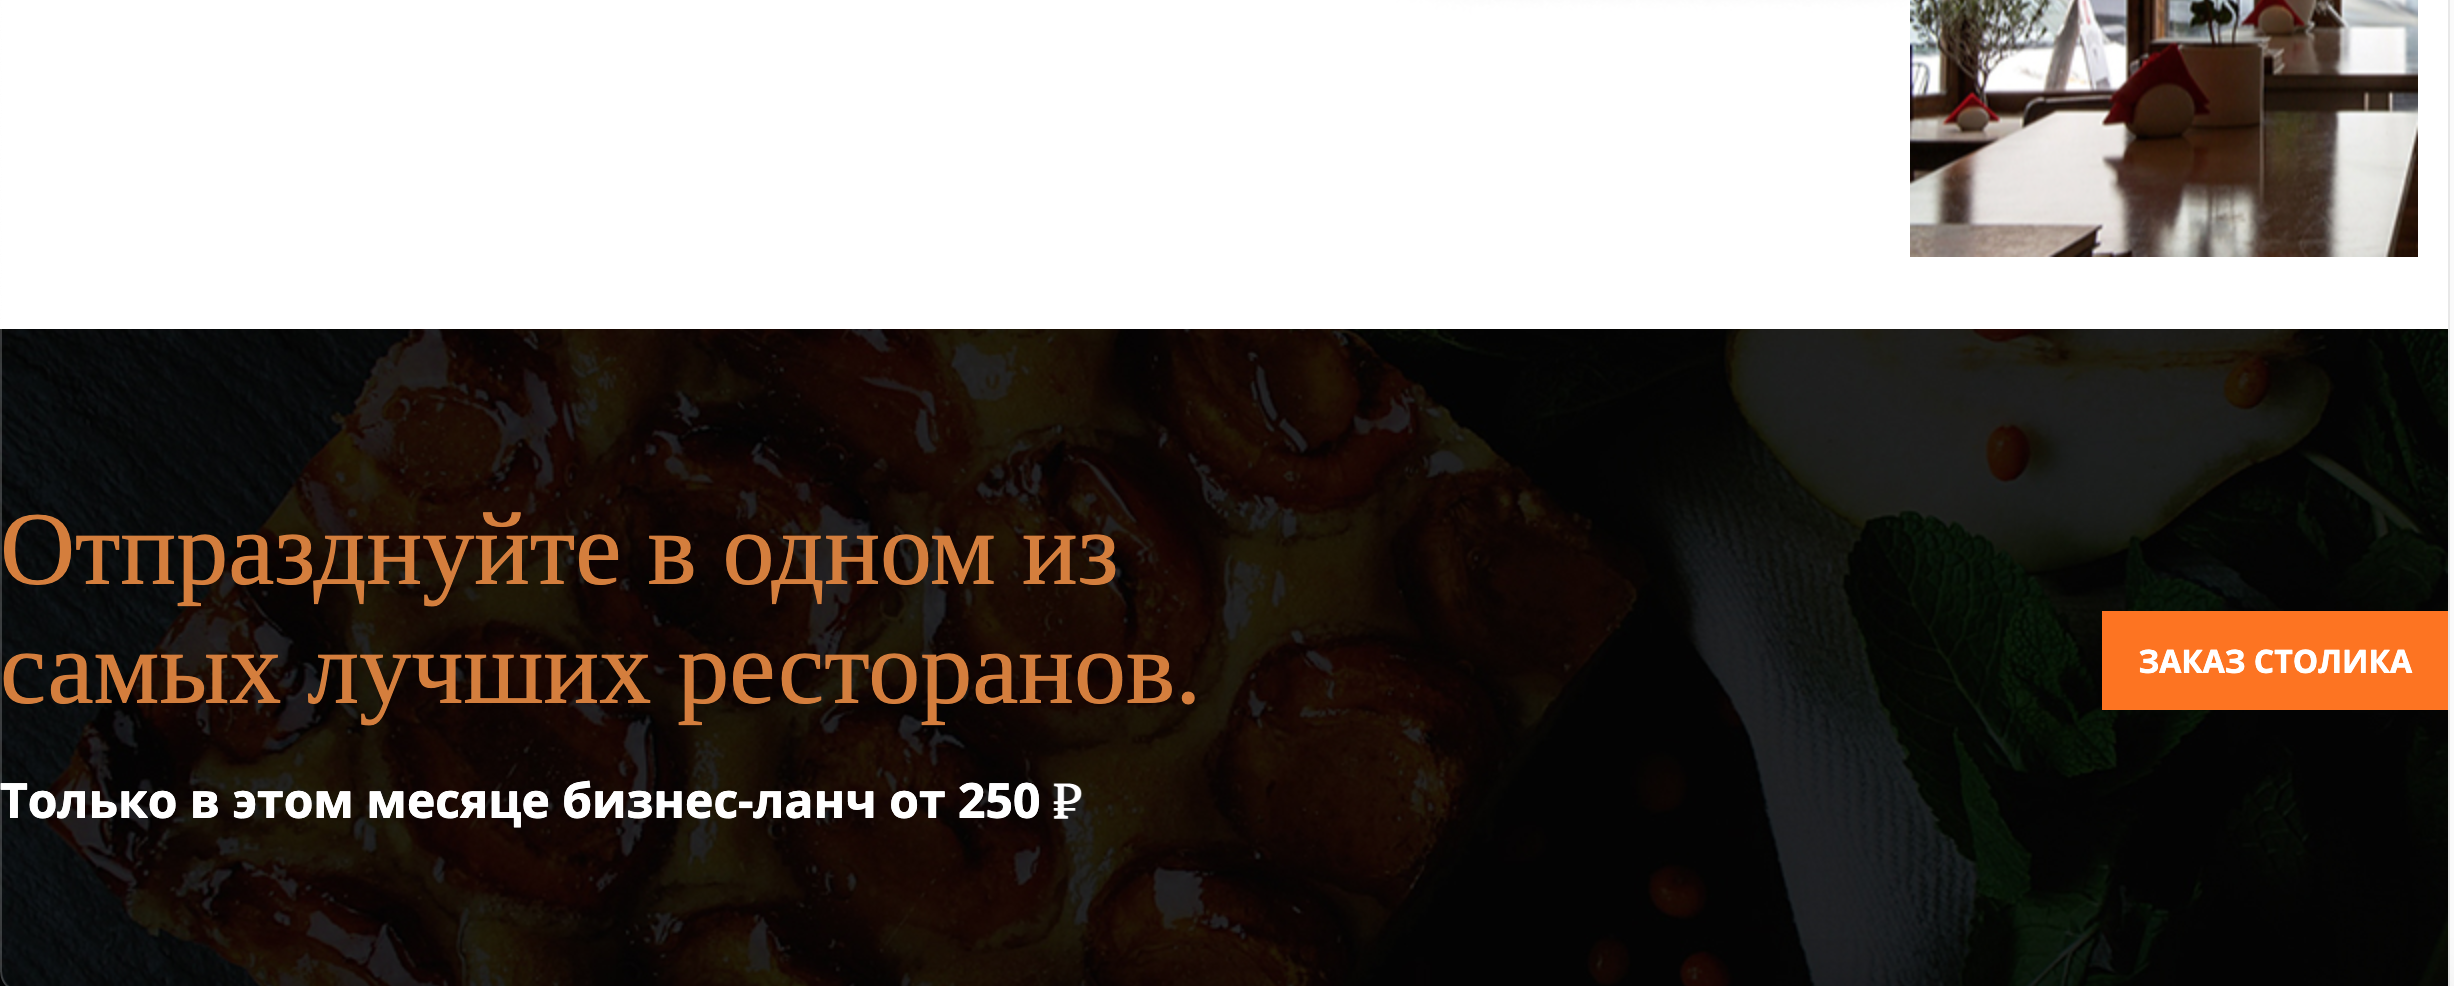 Отпразднуйте в одном из
самых лучших ресторанов.
ЗАКАЗ СТОЛИКА
Только в этом месяце бизнес-ланч от 250 ₽